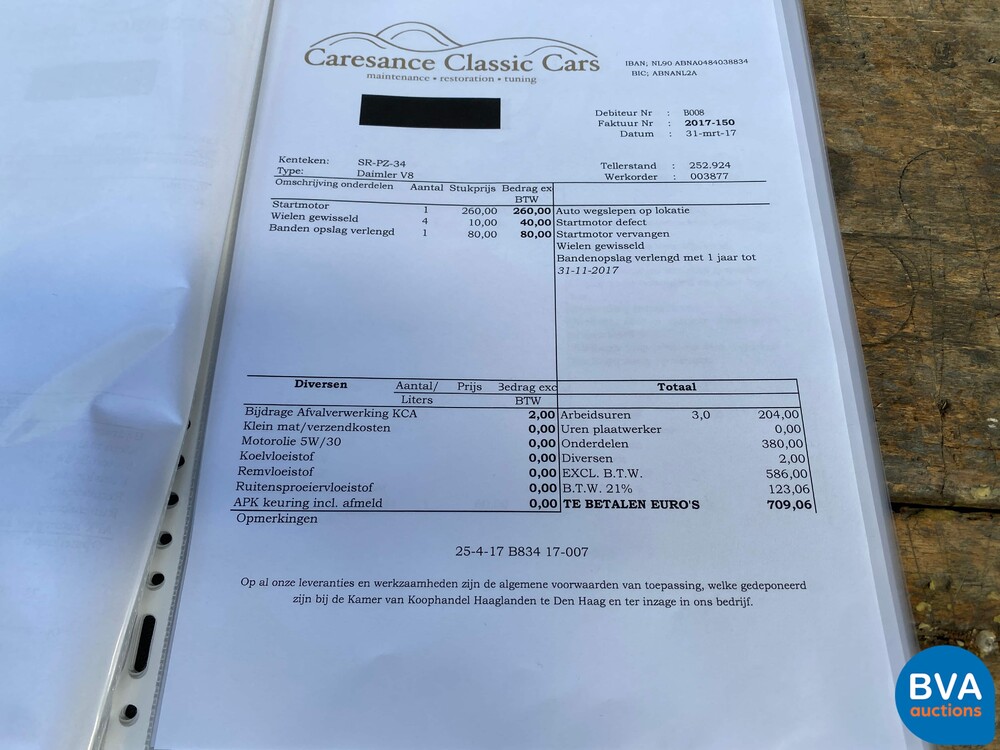 Caresance Classic Cars
maintenance • restoration • tuning
IBAN; NL90 ABNA0484038834
BIC; ABNANL2A
Debiteur Nr : B008
Faktuur Nr : 2017-150
Datum : 31-mrt-17
Kenteken: SR-PZ-34
Type: Daimler V8
Tellerstand : 252.924
Werkorder : 003877
Omschrijving onderdelen Aantal Stukprijs Bedrag ex
BTW
Startmotor 1 260,00 260,00 Auto wegslepen op lokatie
Wielen gewisseld 4 10,00 40,00 Startmotor defect
Banden opslag verlengd 1 80,00 80,00 Startmotor vervangen
Wielen gewisseld
Bandenopslag verlengd met 1 jaar tot
31-11-2017
Diversen Aantal/ Prijs Bedrag exc Totaal
Liters BTW
Bijdrage Afvalverwerking KCA 2,00 Arbeidsuren 3,0 204,00
Klein mat/verzendkosten 0,00 Uren plaatwerker 0,00
Motorolie 5W/30 0,00 Onderdelen 380,00
Koelvloeistof 0,00 Diversen 2,00
Remvloeistof 0,00 EXCL. B.T.W. 586,00
Ruitensproeiervloeistof 0,00 B.T.W. 21% 123,06
APK keuring incl. afmeld 0,00 TE BETALEN EURO'S 709,06
Opmerkingen
25-4-17 B834 17-007
Op al onze leveranties en werkzaamheden zijn de algemene voorwaarden van toepassing, welke gedeponeerd
zijn bij de Kamer van Koophandel Haaglanden te Den Haag en ter inzage in ons bedrijf.
BVA
auctions